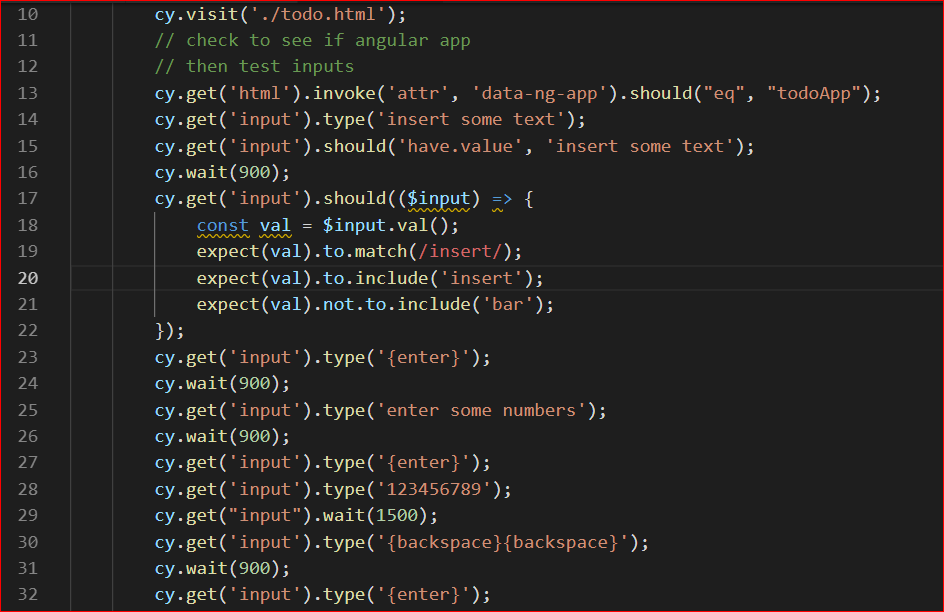 10 cy.visit('./todo.html');
11 // check to see if angular app
12 // then test inputs
13 cy.get('html').invoke('attr', 'data-ng-app').should("eq", "todoApp");
14 cy.get('input').type('insert some text');
15 cy.get('input').should('have.value', 'insert some text');
16 cy.wait(900);
17 cy.get('input').should(($input) => {
18 const val = $input.val();
19 expect(val).to.match(/insert/);
20 expect(val).to.include('insert');
21 expect(val).not.to.include('bar');
22 });
23 cy.get('input').type('{enter}');
24 cy.wait(900);
25 cy.get('input').type('enter some numbers');
26 cy.wait(900);
27 cy.get('input').type('{enter}');
28 cy.get('input').type('123456789');
29 cy.get("input").wait(1500);
30 cy.get('input').type('{backspace}{backspace}');
31 cy.wait(900);
32 cy.get('input').type('{enter}');